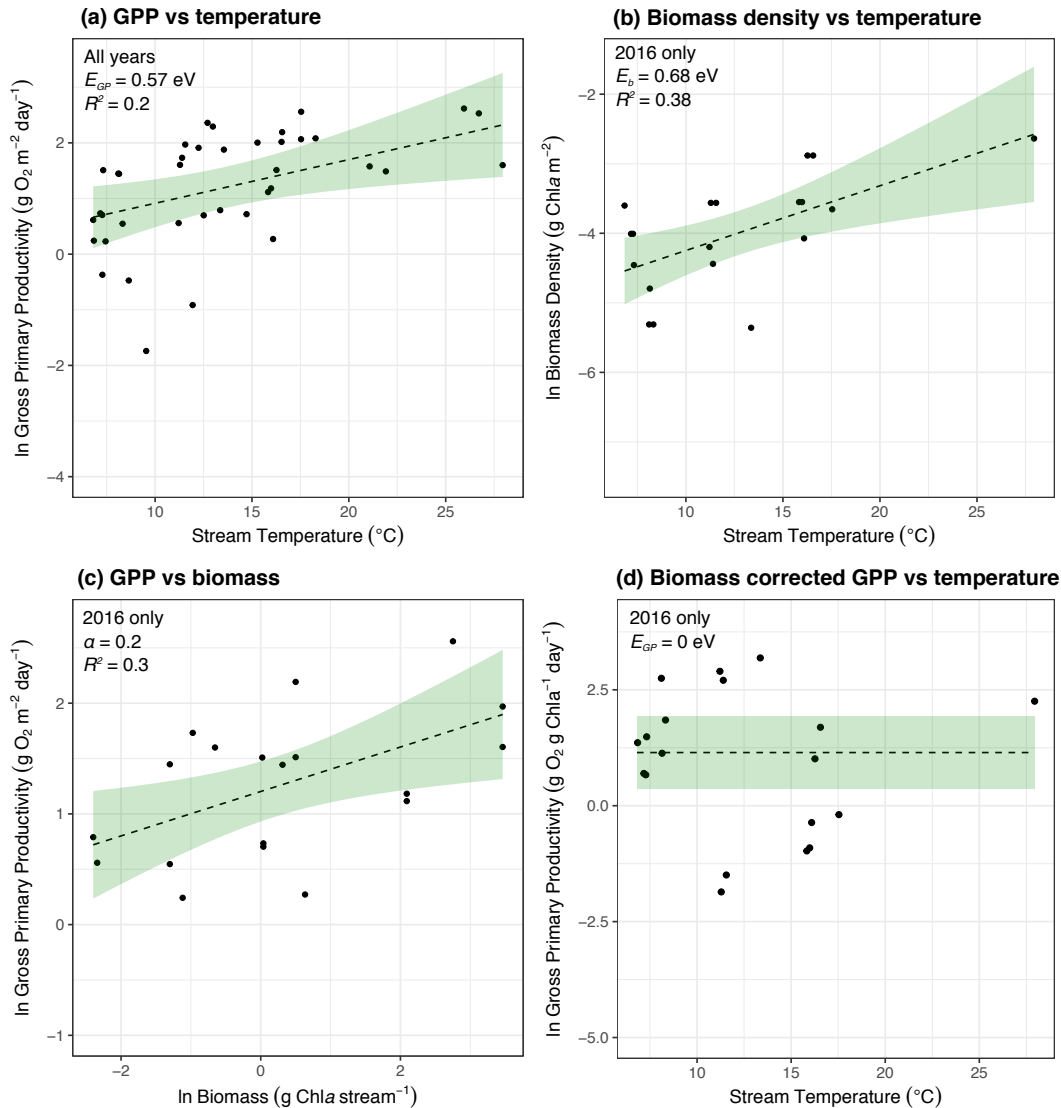 (a) GPP vs temperature
All years
E_GP = 0.57 eV
R² = 0.2
2
0
−2
−4
10 15 20 25
ln Gross Primary Productivity (g O₂ m⁻² day⁻¹)
Stream Temperature (°C)
(b) Biomass density vs temperature
2016 only
E_b = 0.68 eV
R² = 0.38
−2
−4
−6
10 15 20 25
ln Biomass Density (g Chla m⁻²)
Stream Temperature (°C)
(c) GPP vs biomass
2016 only
α = 0.2
R² = 0.3
2
1
0
−1
−2 0 2
ln Gross Primary Productivity (g O₂ m⁻² day⁻¹)
ln Biomass (g Chla stream⁻¹)
(d) Biomass corrected GPP vs temperature
2016 only
E_GP = 0 eV
2.5
0.0
−2.5
−5.0
10 15 20 25
ln Gross Primary Productivity (g O₂ g Chla⁻¹ day⁻¹)
Stream Temperature (°C)